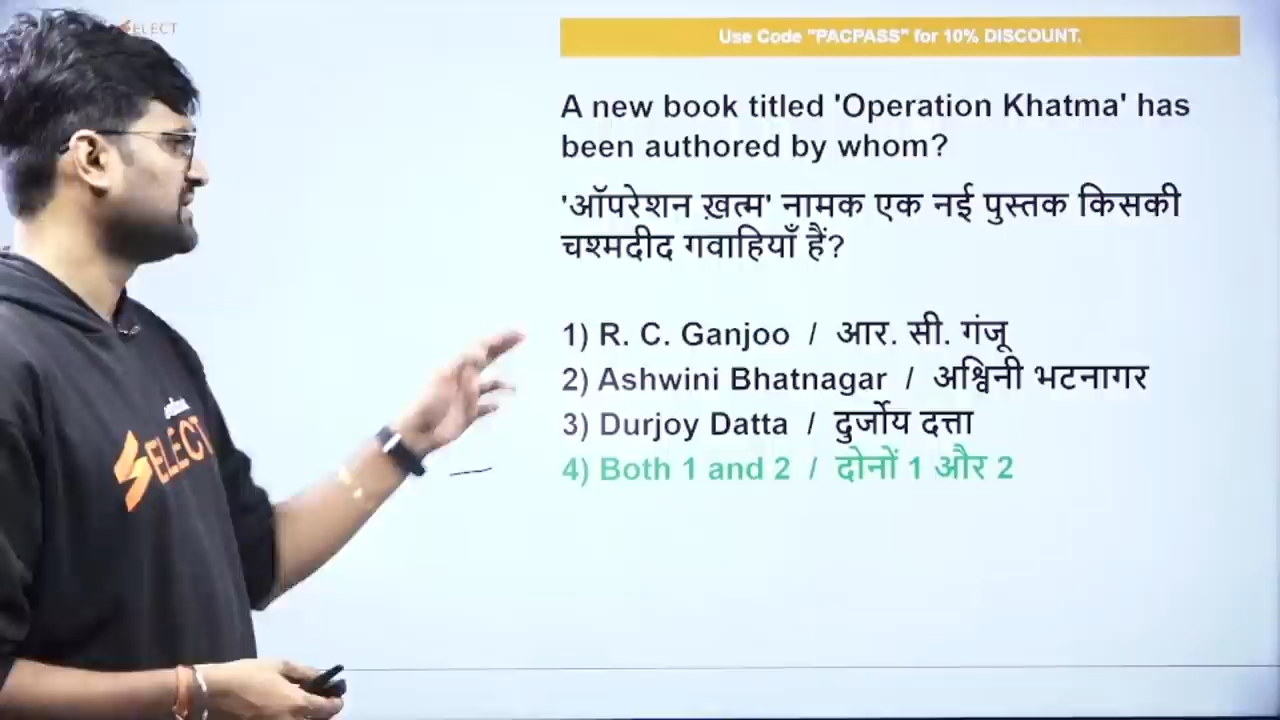 SELECT
Use Code "PACPASS" for 10% DISCOUNT.
A new book titled 'Operation Khatma' has
been authored by whom?
'ऑपरेशन ख़त्म' नामक एक नई पुस्तक किसकी
चश्मदीद गवाहियाँ हैं?
1) R. C. Ganjoo / आर. सी. गंजू
2) Ashwini Bhatnagar / अश्विनी भटनागर
3) Durjoy Datta / दुर्जोय दत्ता
4) Both 1 and 2 / दोनों 1 और 2
SELECT